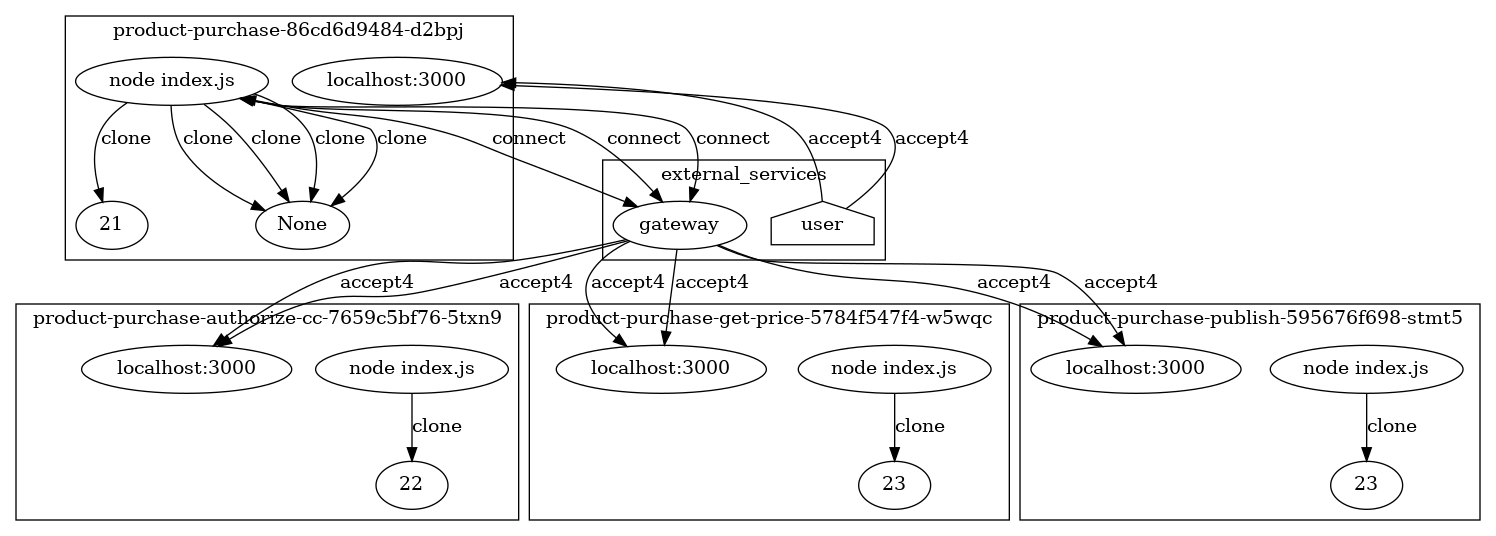 product-purchase-86cd6d9484-d2bpj
node index.js
localhost:3000
clone
clone
clone
clone
clone
connect
connect
connect
accept4
accept4
external_services
21
None
gateway
user
accept4
accept4
accept4
accept4
accept4
accept4
product-purchase-authorize-cc-7659c5bf76-5txn9
product-purchase-get-price-5784f547f4-w5wqc
product-purchase-publish-595676f698-stmt5
localhost:3000
node index.js
localhost:3000
node index.js
localhost:3000
node index.js
clone
clone
clone
22
23
23